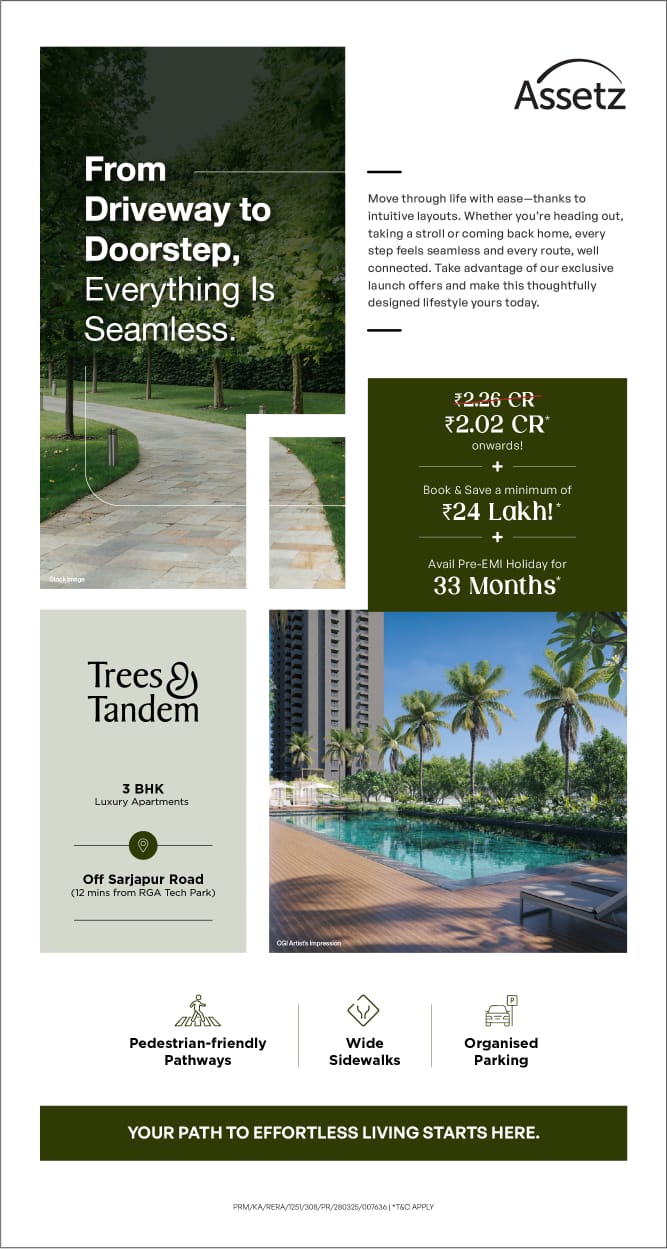 Assetz
From
Driveway to
Doorstep,
Everything Is
Seamless.
Stock Image
Move through life with ease—thanks to
intuitive layouts. Whether you're heading out,
taking a stroll or coming back home, every
step feels seamless and every route, well
connected. Take advantage of our exclusive
launch offers and make this thoughtfully
designed lifestyle yours today.
₹2.26 CR
₹2.02 CR*
onwards!
+
Book & Save a minimum of
₹24 Lakh!*
+
Avail Pre-EMI Holiday for
33 Months*
Trees &
Tandem
3 BHK
Luxury Apartments
Off Sarjapur Road
(12 mins from RGA Tech Park)
CGI Artist's Impression
P
Pedestrian-friendly
Pathways
Wide
Sidewalks
Organised
Parking
YOUR PATH TO EFFORTLESS LIVING STARTS HERE.
PRM/KA/RERA/1251/308/PR/280325/007636 | *T&C APPLY